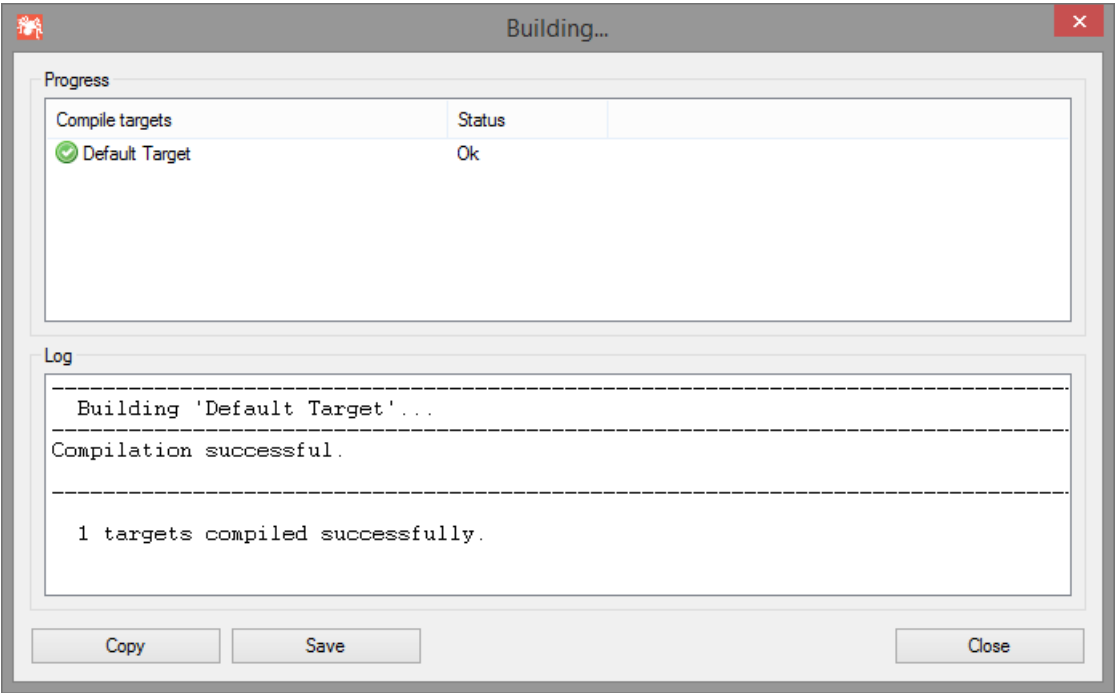 Building...
Progress
Compile targets Status
Default Target Ok
Log
Building 'Default Target'...
Compilation successful.
1 targets compiled successfully.
Copy Save Close